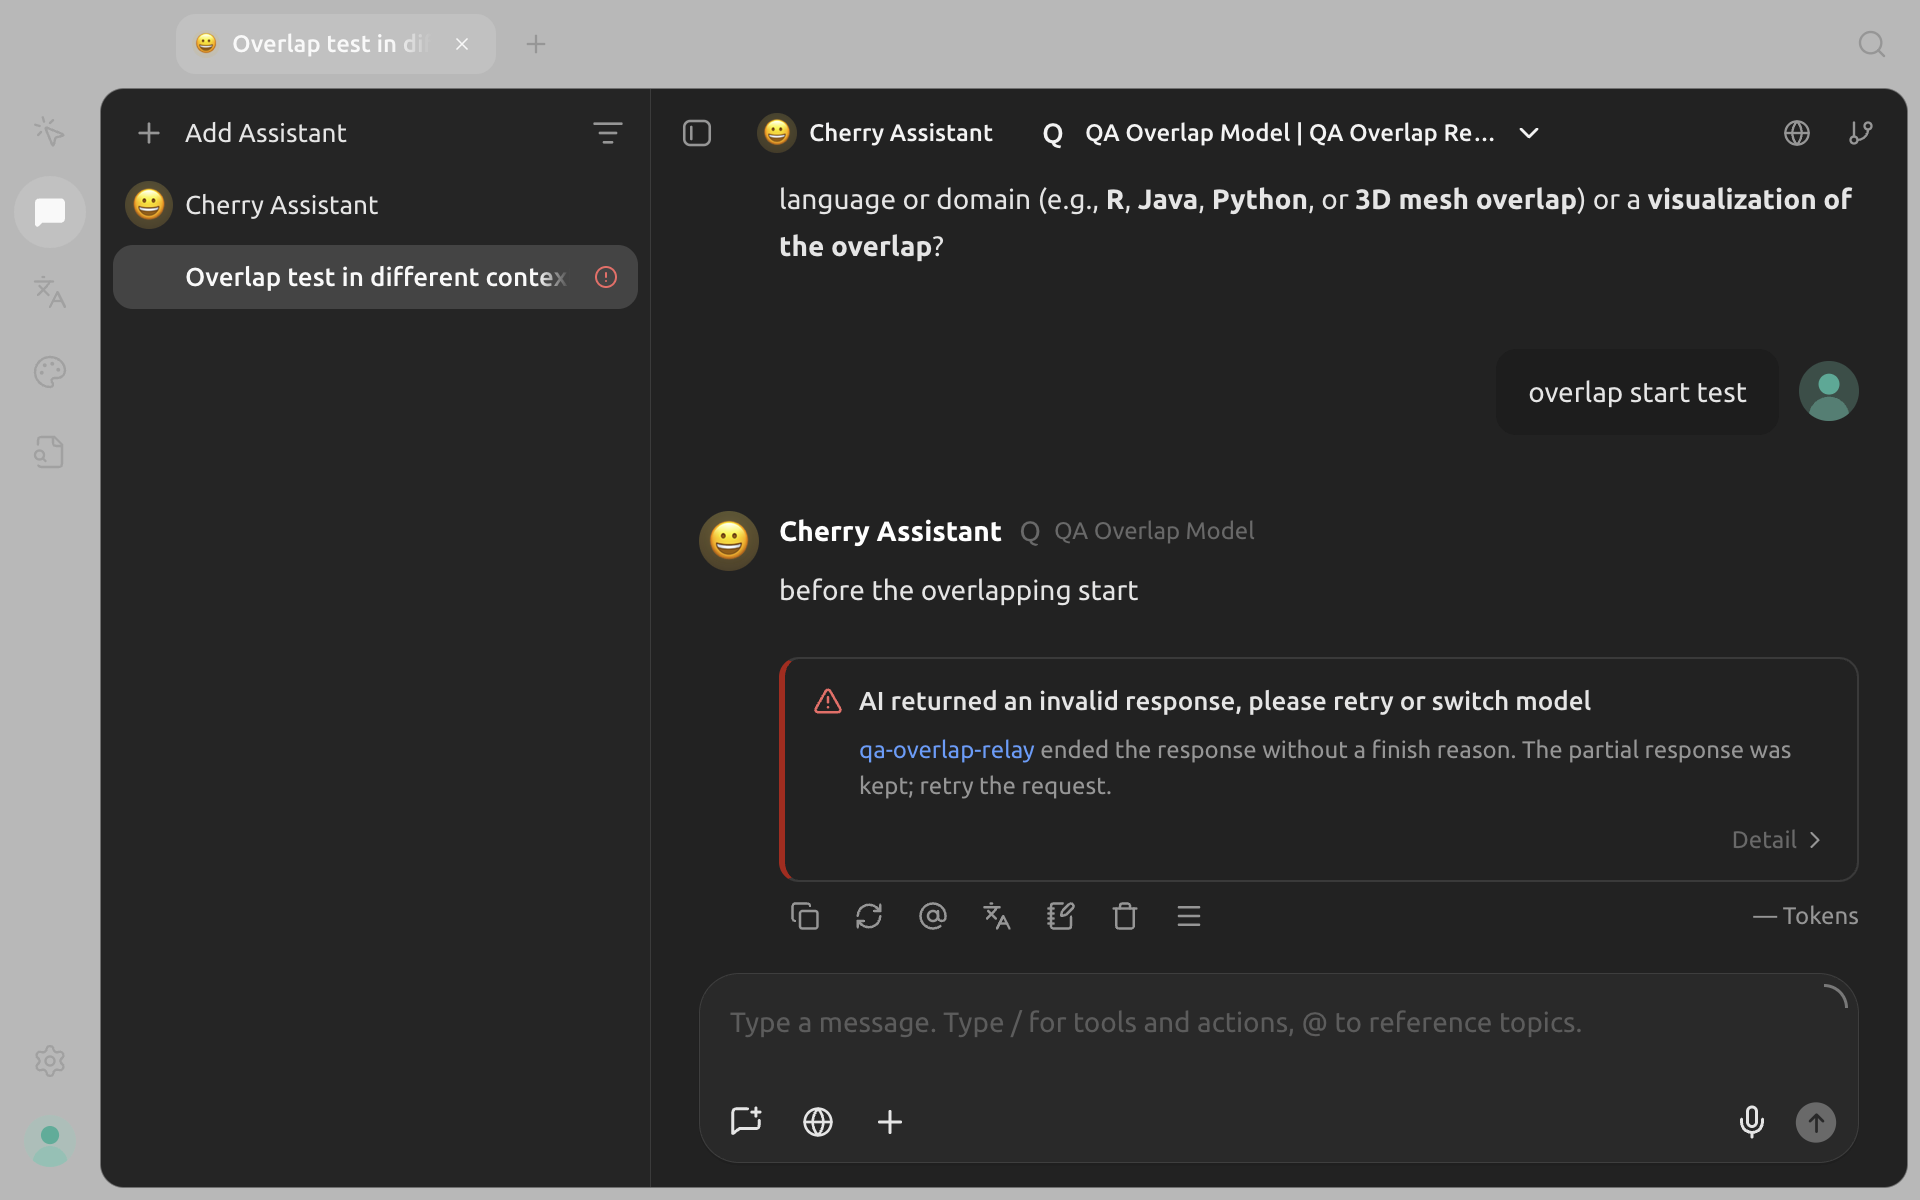 Overlap test in di
Add Assistant
Cherry Assistant
Overlap test in different contex
Cherry Assistant
Q QA Overlap Model | QA Overlap Re...
language or domain (e.g., R, Java, Python, or 3D mesh overlap) or a visualization of
the overlap?
overlap start test
Cherry Assistant Q QA Overlap Model
before the overlapping start
AI returned an invalid response, please retry or switch model
qa-overlap-relay ended the response without a finish reason. The partial response was
kept; retry the request.
Detail
— Tokens
Type a message. Type / for tools and actions, @ to reference topics.